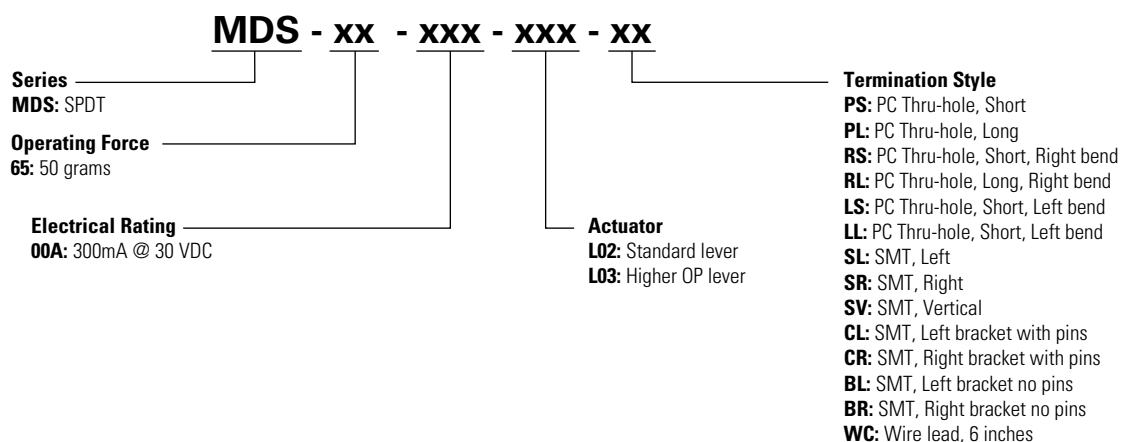 MDS - xx - xxx - xxx - xx
Series
MDS: SPDT
Operating Force
65: 50 grams
Electrical Rating
00A: 300mA @ 30 VDC
Actuator
L02: Standard lever
L03: Higher OP lever
Termination Style
PS: PC Thru-hole, Short
PL: PC Thru-hole, Long
RS: PC Thru-hole, Short, Right bend
RL: PC Thru-hole, Long, Right bend
LS: PC Thru-hole, Short, Left bend
LL: PC Thru-hole, Short, Left bend
SL: SMT, Left
SR: SMT, Right
SV: SMT, Vertical
CL: SMT, Left bracket with pins
CR: SMT, Right bracket with pins
BL: SMT, Left bracket no pins
BR: SMT, Right bracket no pins
WC: Wire lead, 6 inches